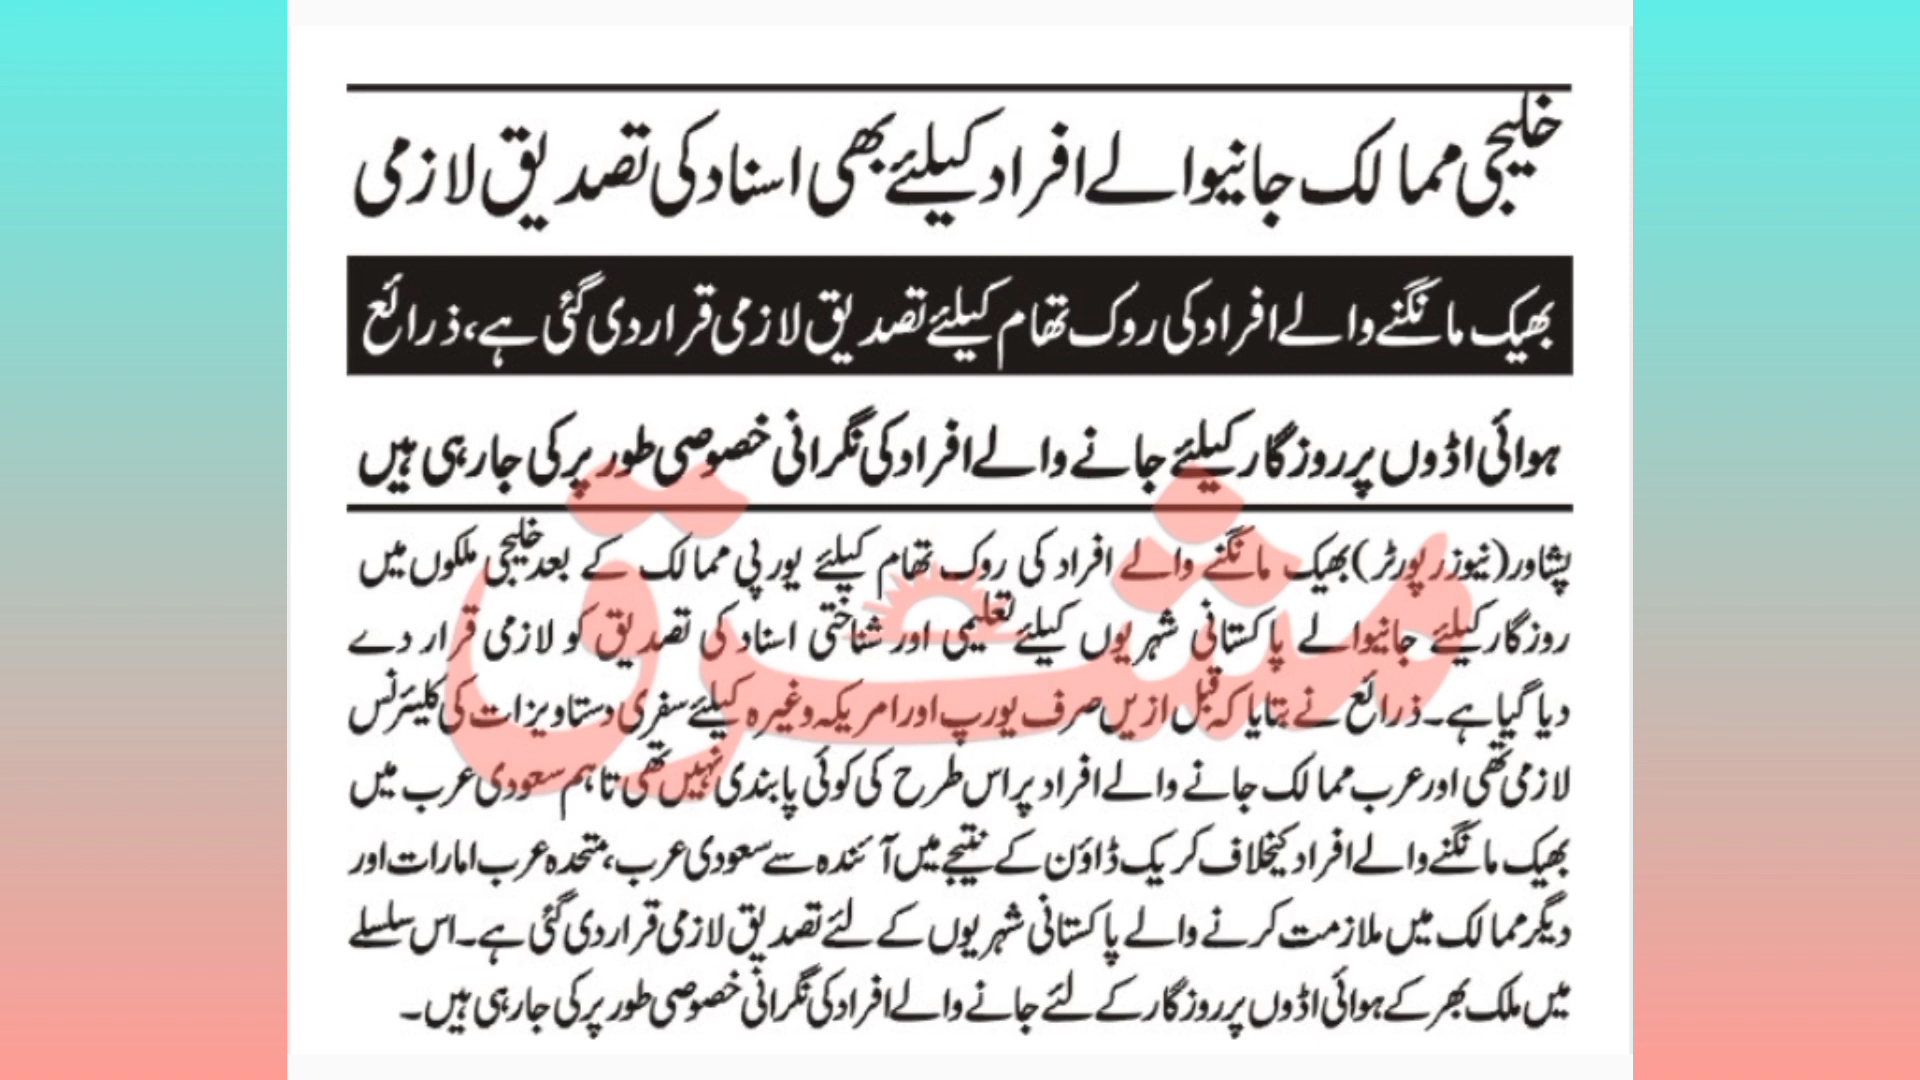 خلیجی ممالک جانیوالے افراد کیلئے بھی اسناد کی تصدیق لازمی
بھیک مانگنے والے افراد کی روک تھام کیلئے تصدیق لازمی قرار دی گئی ہے، ذرائع
ہوائی اڈوں پر روزگار کیلئے جانے والے افراد کی نگرانی خصوصی طور پر کی جارہی ہیں
پشاور (نیوز رپورٹر) بھیک مانگنے والے افراد کی روک تھام کیلئے یورپی ممالک کے بعد خلیجی ملکوں میں
روزگار کیلئے جانیوالے پاکستانی شہریوں کیلئے تعلیمی اور شناختی اسناد کی تصدیق کو لازمی قرار دے
دیا گیا ہے۔ ذرائع نے بتایا کہ قبل ازیں صرف یورپ اور امریکہ وغیرہ کیلئے سفری دستاویزات کی کلیئرنس
لازمی تھی اور عرب ممالک جانے والے افراد پر اس طرح کی کوئی پابندی نہیں تھی تاہم سعودی عرب میں
بھیک مانگنے والے افراد کیخلاف کریک ڈاؤن کے نتیجے میں آئندہ سے سعودی عرب، متحدہ عرب امارات اور
دیگر ممالک میں ملازمت کرنے والے پاکستانی شہریوں کے لئے تصدیق لازمی قرار دی گئی ہے۔ اس سلسلے
میں ملک بھر کے ہوائی اڈوں پر روزگار کے لئے جانے والے افراد کی نگرانی خصوصی طور پر کی جارہی ہیں۔
مشرق